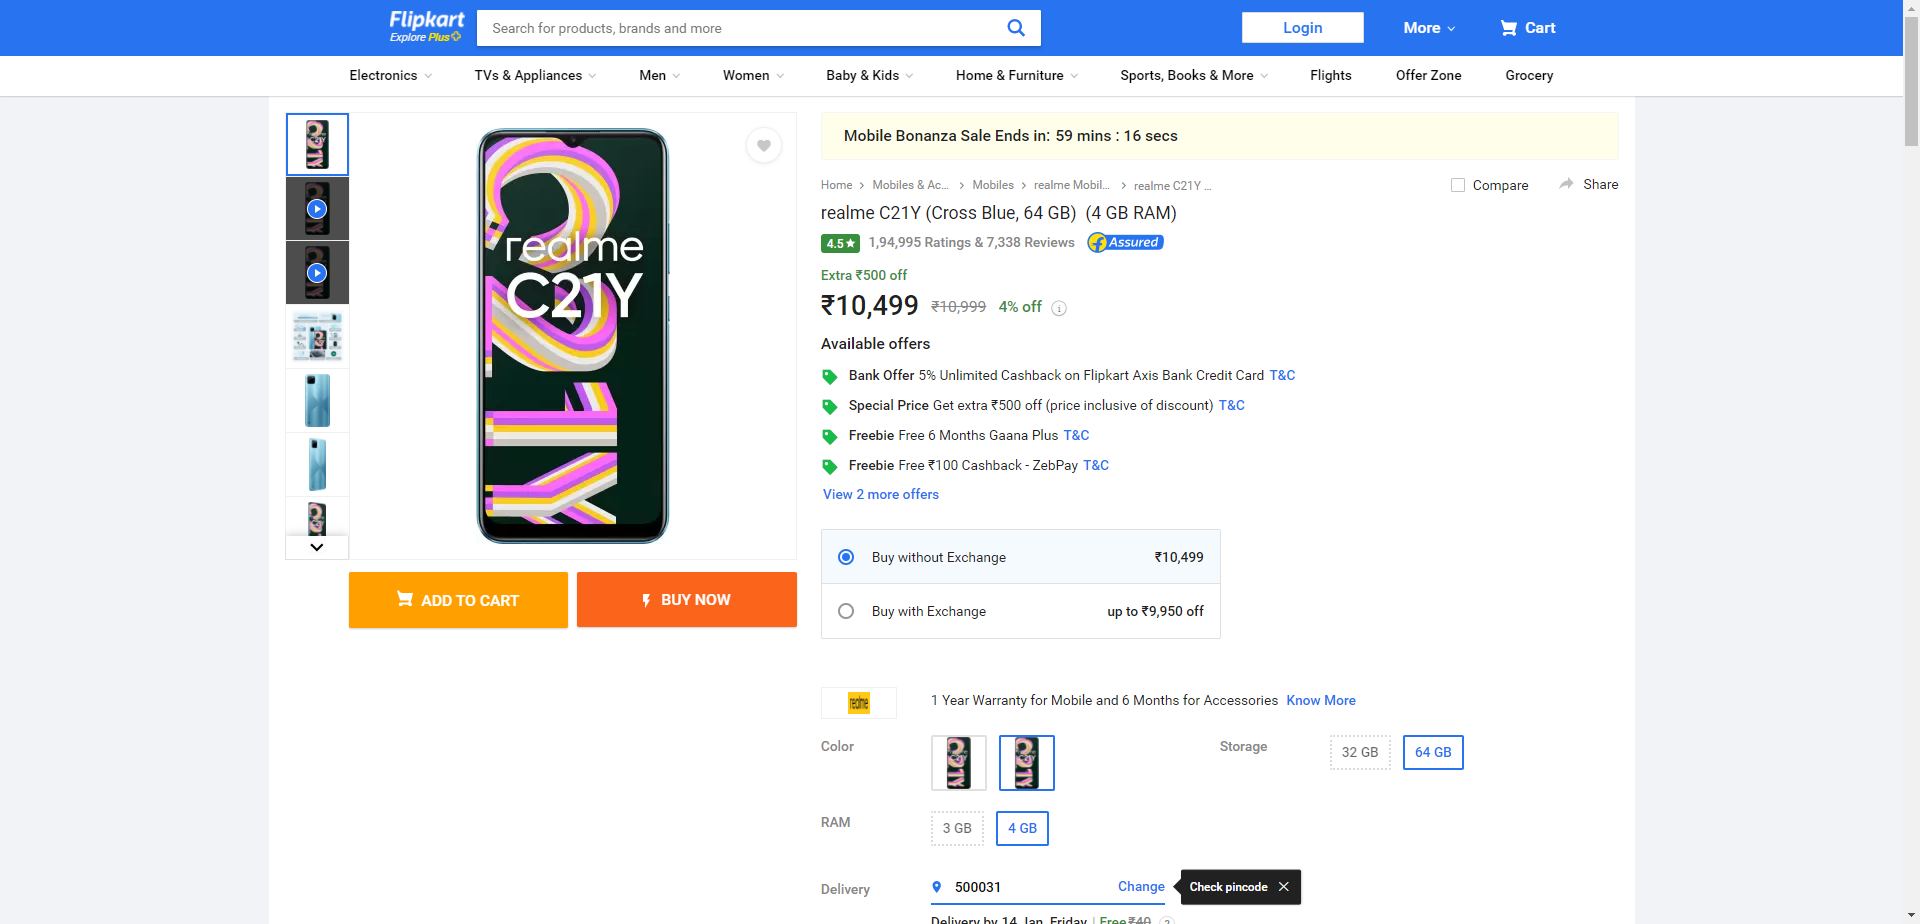 Flipkart
Explore Plus
Search for products, brands and more
Login
More
Cart
Electronics
TVs & Appliances
Men
Women
Baby & Kids
Home & Furniture
Sports, Books & More
Flights
Offer Zone
Grocery
realme
C21Y
ADD TO CART
BUY NOW
Mobile Bonanza Sale Ends in: 59 mins : 16 secs
Home > Mobiles & Ac... > Mobiles > realme Mobil... > realme C21Y ...
Compare
Share
realme C21Y (Cross Blue, 64 GB) (4 GB RAM)
4.5★ 1,94,995 Ratings & 7,338 Reviews Assured
Extra ₹500 off
₹10,499 ₹10,999 4% off
Available offers
Bank Offer 5% Unlimited Cashback on Flipkart Axis Bank Credit Card T&C
Special Price Get extra ₹500 off (price inclusive of discount) T&C
Freebie Free 6 Months Gaana Plus T&C
Freebie Free ₹100 Cashback - ZebPay T&C
View 2 more offers
Buy without Exchange ₹10,499
Buy with Exchange up to ₹9,950 off
realme
1 Year Warranty for Mobile and 6 Months for Accessories Know More
Color
Storage 32 GB 64 GB
RAM 3 GB 4 GB
Delivery 500031 Change Check pincode
Delivery by 14 Jan, Friday | Free ₹40 ?